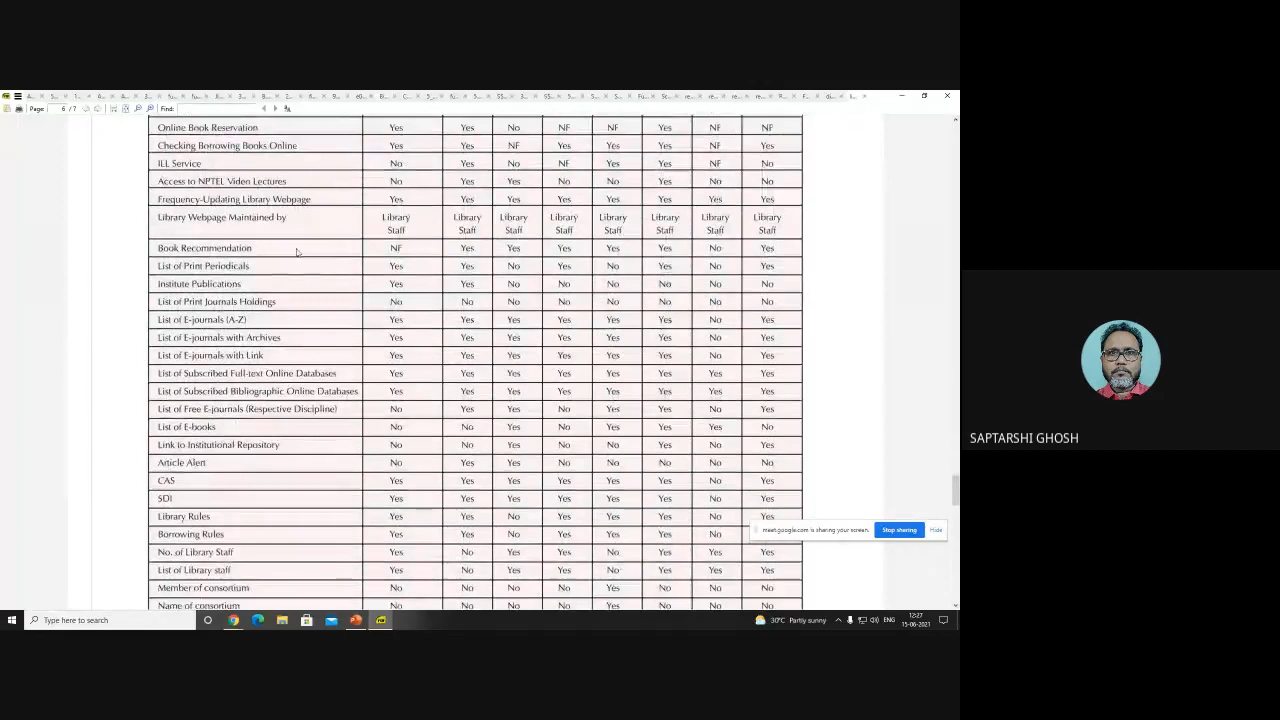 Page: 6 / 7 Find:
Online Book Reservation Yes Yes No NF NF Yes NF NF
Checking Borrowing Books Online Yes Yes NF Yes Yes Yes NF Yes
ILL Service No Yes No NF Yes Yes NF No
Access to NPTEL Video Lectures No Yes Yes No No Yes No No
Frequency-Updating Library Webpage Yes Yes Yes Yes Yes Yes Yes Yes
Library Webpage Maintained by Library Library Library Library Library Library Library Library
Staff Staff Staff Staff Staff Staff Staff Staff
Book Recommendation NF Yes Yes Yes Yes Yes No Yes
List of Print Periodicals Yes Yes No Yes No Yes No Yes
Institute Publications Yes Yes No No No No No No
List of Print Journals Holdings No No No No No No No No
List of E-journals (A-Z) Yes Yes Yes Yes Yes Yes No Yes
List of E-journals with Archives Yes Yes Yes Yes Yes Yes No Yes
List of E-journals with Link Yes Yes Yes Yes Yes Yes No Yes
List of Subscribed Full-text Online Databases Yes Yes Yes Yes Yes Yes Yes Yes
List of Subscribed Bibliographic Online Databases Yes Yes Yes Yes Yes Yes Yes Yes
List of Free E-journals (Respective Discipline) No Yes Yes No Yes Yes No Yes
List of E-books No No Yes No Yes Yes Yes No
Link to Institutional Repository No No Yes No No Yes No Yes
Article Alert No Yes Yes No No No No No
CAS Yes Yes Yes Yes Yes Yes No Yes
SDI Yes Yes Yes Yes Yes Yes No Yes
Library Rules Yes Yes No Yes Yes Yes No Yes
meet.google.com is sharing your screen. Stop sharing Hide
Borrowing Rules Yes Yes No Yes Yes Yes No
No. of Library Staff Yes No Yes Yes No Yes Yes Yes
List of Library staff Yes No Yes Yes No Yes Yes Yes
Member of consortium No No No No Yes No No No
Name of consortium No No No No Yes No No No
SAPTARSHI GHOSH
Type here to search
30°C Partly sunny ENG 12:27
15-06-2021